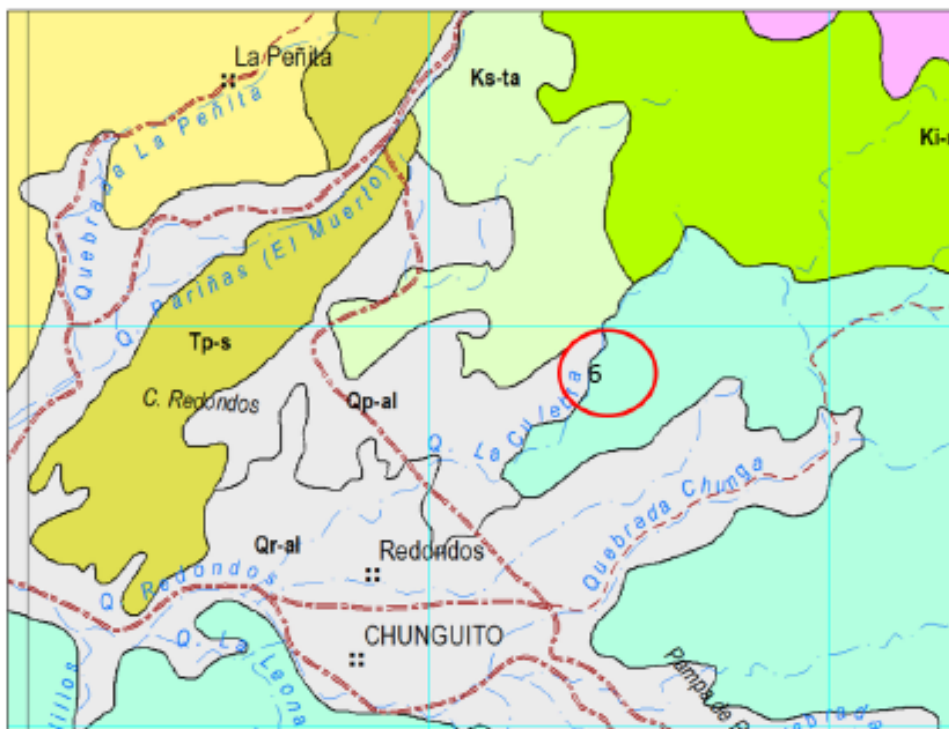 La Peñita
Ks-ta
Quebrada La Peñita
Q. Pariñas (El Muerto)
Tp-s
C. Redondos
Qp-al
6
Q. La Culebra
Quebrada Chunga
Qr-al
Redondos
Q Redondos
CHUNGUITO
Q. La Leona
Pampa de